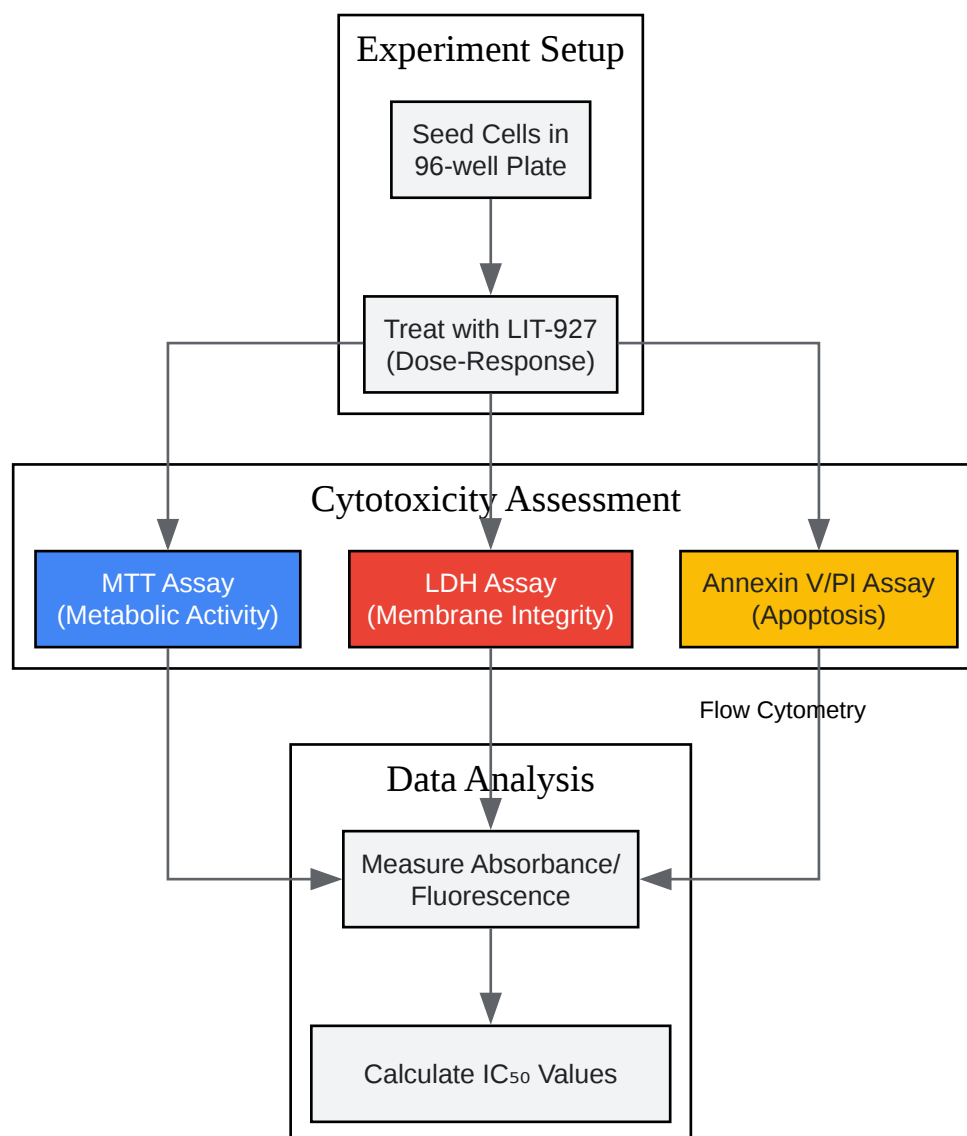 Experiment Setup
Seed Cells in
96-well Plate
Treat with LIT-927
(Dose-Response)
Cytotoxicity Assessment
MTT Assay
(Metabolic Activity)
LDH Assay
(Membrane Integrity)
Annexin V/PI Assay
(Apoptosis)
Flow Cytometry
Data Analysis
Measure Absorbance/
Fluorescence
Calculate IC₅₀ Values